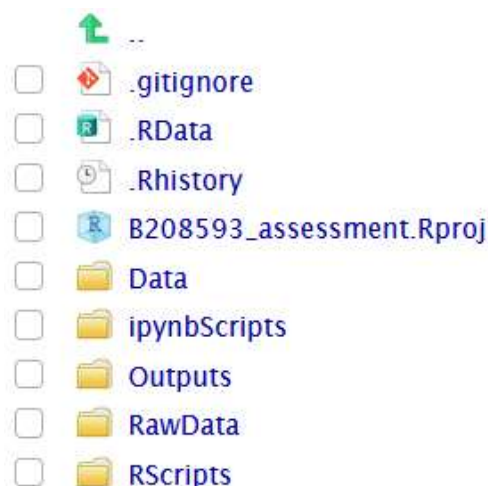 ..
.gitignore
.RData
.Rhistory
B208593_assessment.Rproj
Data
ipynbScripts
Outputs
RawData
RScripts